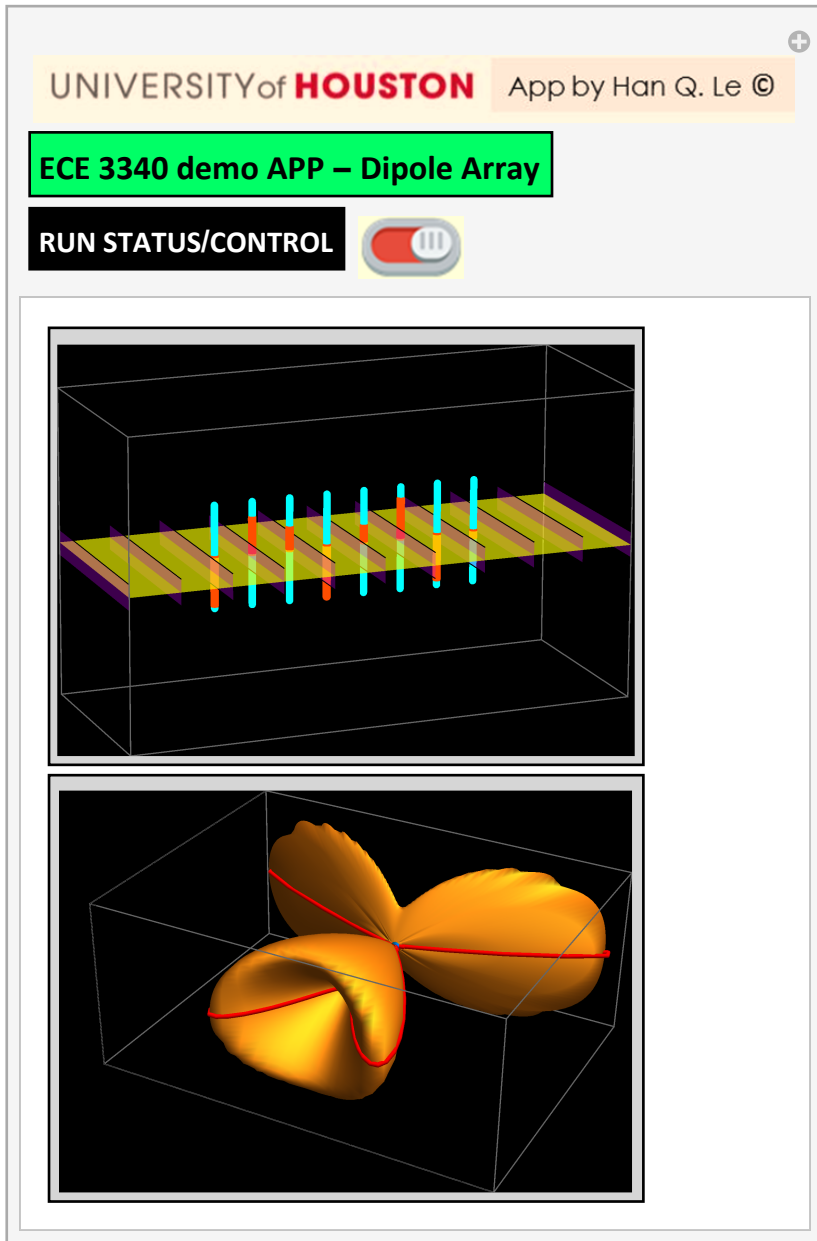 UNIVERSITYof HOUSTON App by Han Q. Le ©
ECE 3340 demo APP – Dipole Array
RUN STATUS/CONTROL